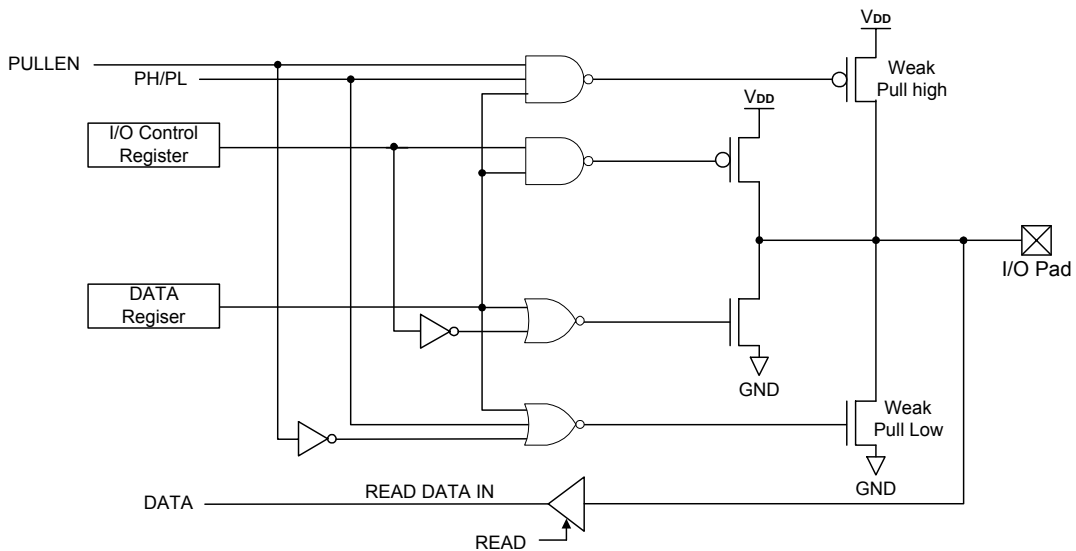 VDD
PULLEN
PH/PL
Weak
Pull high
VDD
I/O Control
Register
I/O Pad
DATA
Regiser
GND
Weak
Pull Low
GND
READ DATA IN
DATA
READ